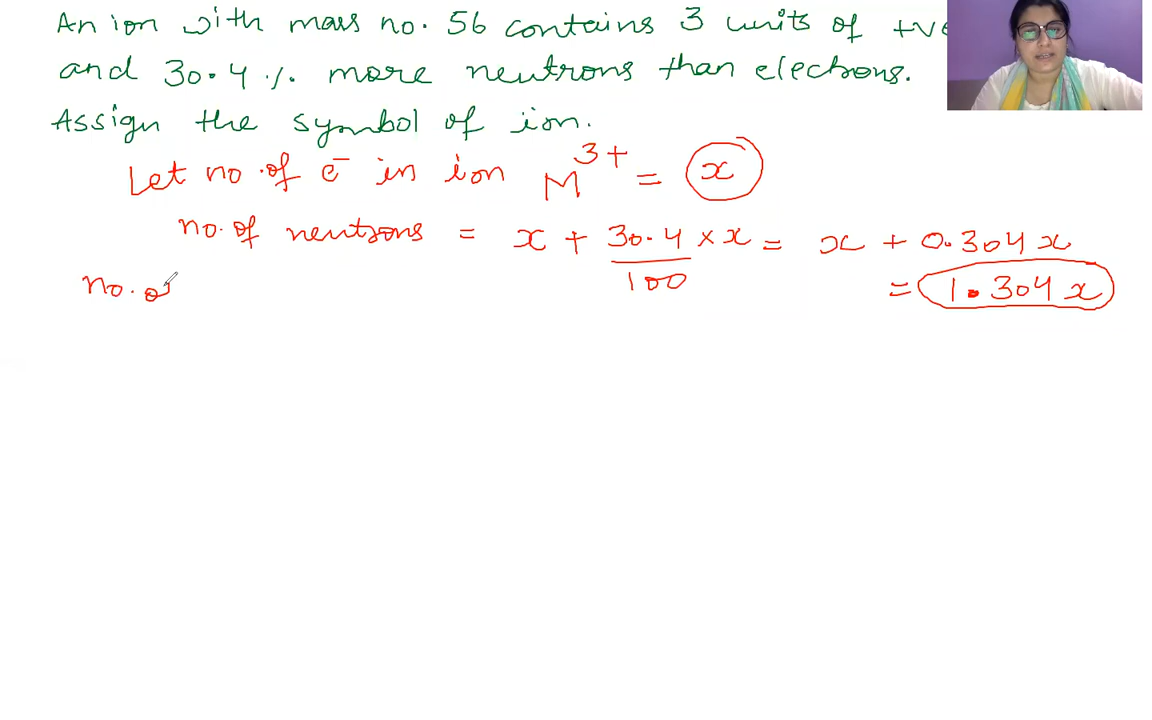 An ion with mass no. 56 contains 3 units of +ve
and 30.4 % more neutrons than electrons.
Assign the symbol of ion.
Let no. of e⁻ in ion M³⁺ = x
no. of neutrons = x + 30.4/100 × x = x + 0.304x
= 1.304x
no. of